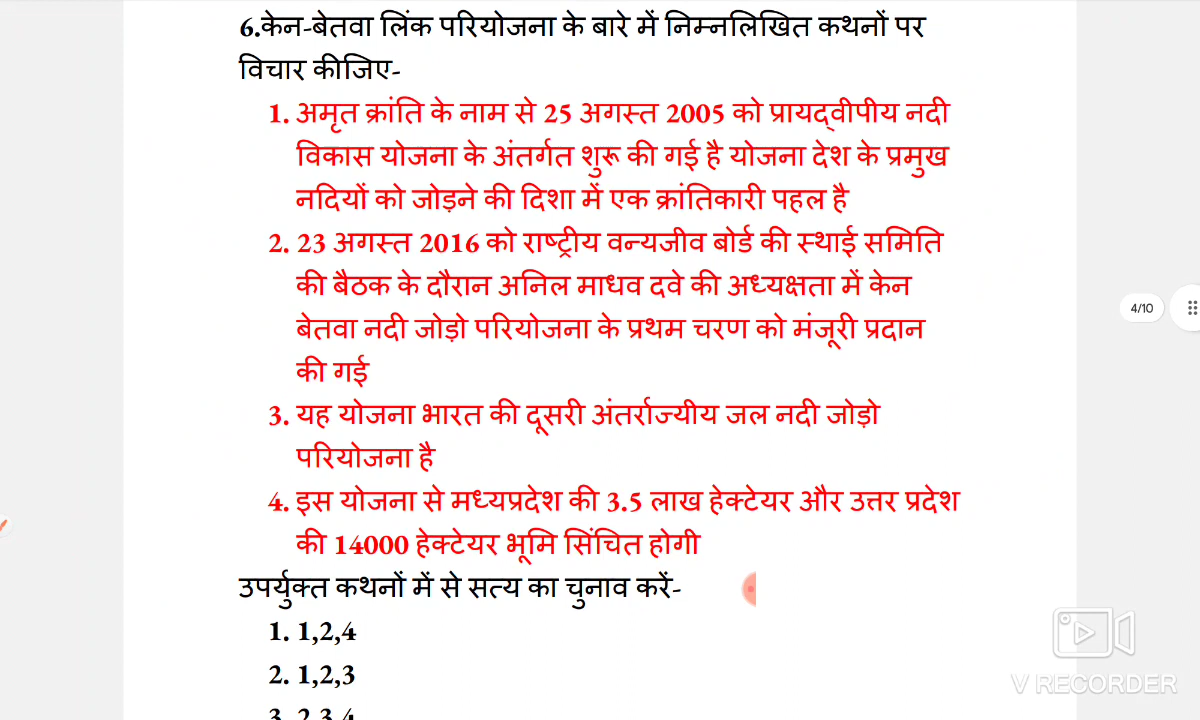 6.केन-बेतवा लिंक परियोजना के बारे में निम्नलिखित कथनों पर
विचार कीजिए-
1. अमृत क्रांति के नाम से 25 अगस्त 2005 को प्रायद्वीपीय नदी
विकास योजना के अंतर्गत शुरू की गई है योजना देश के प्रमुख
नदियों को जोड़ने की दिशा में एक क्रांतिकारी पहल है
2. 23 अगस्त 2016 को राष्ट्रीय वन्यजीव बोर्ड की स्थाई समिति
की बैठक के दौरान अनिल माधव दवे की अध्यक्षता में केन
बेतवा नदी जोड़ो परियोजना के प्रथम चरण को मंजूरी प्रदान
की गई
3. यह योजना भारत की दूसरी अंतर्राज्यीय जल नदी जोड़ो
परियोजना है
4. इस योजना से मध्यप्रदेश की 3.5 लाख हेक्टेयर और उत्तर प्रदेश
की 14000 हेक्टेयर भूमि सिंचित होगी
उपर्युक्त कथनों में से सत्य का चुनाव करें-
1. 1,2,4
2. 1,2,3
3. 2,3,4
4/10
V RECORDER